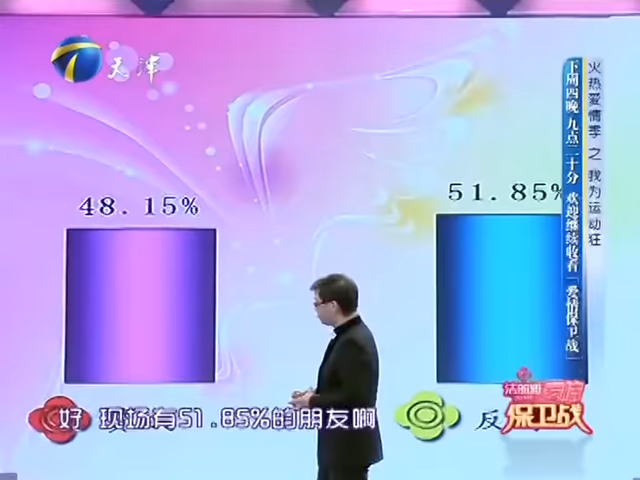 天津
48.15%
51.85%
火热爱情季 之 我为运动狂
下周四晚 九点二十分 欢迎继续收看「爱情保卫战」
好 现场有51.85%的朋友啊
反
保卫战